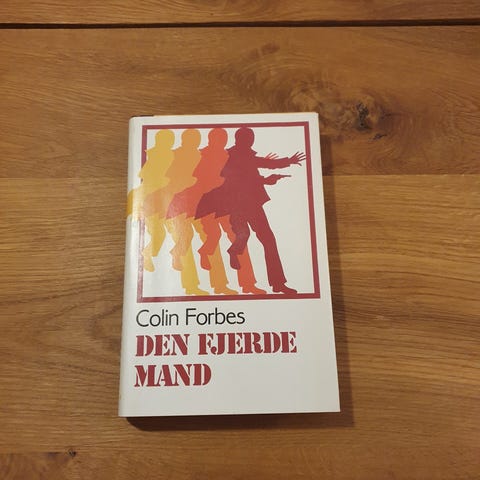 Colin Forbes
DEN FJERDE
MAND